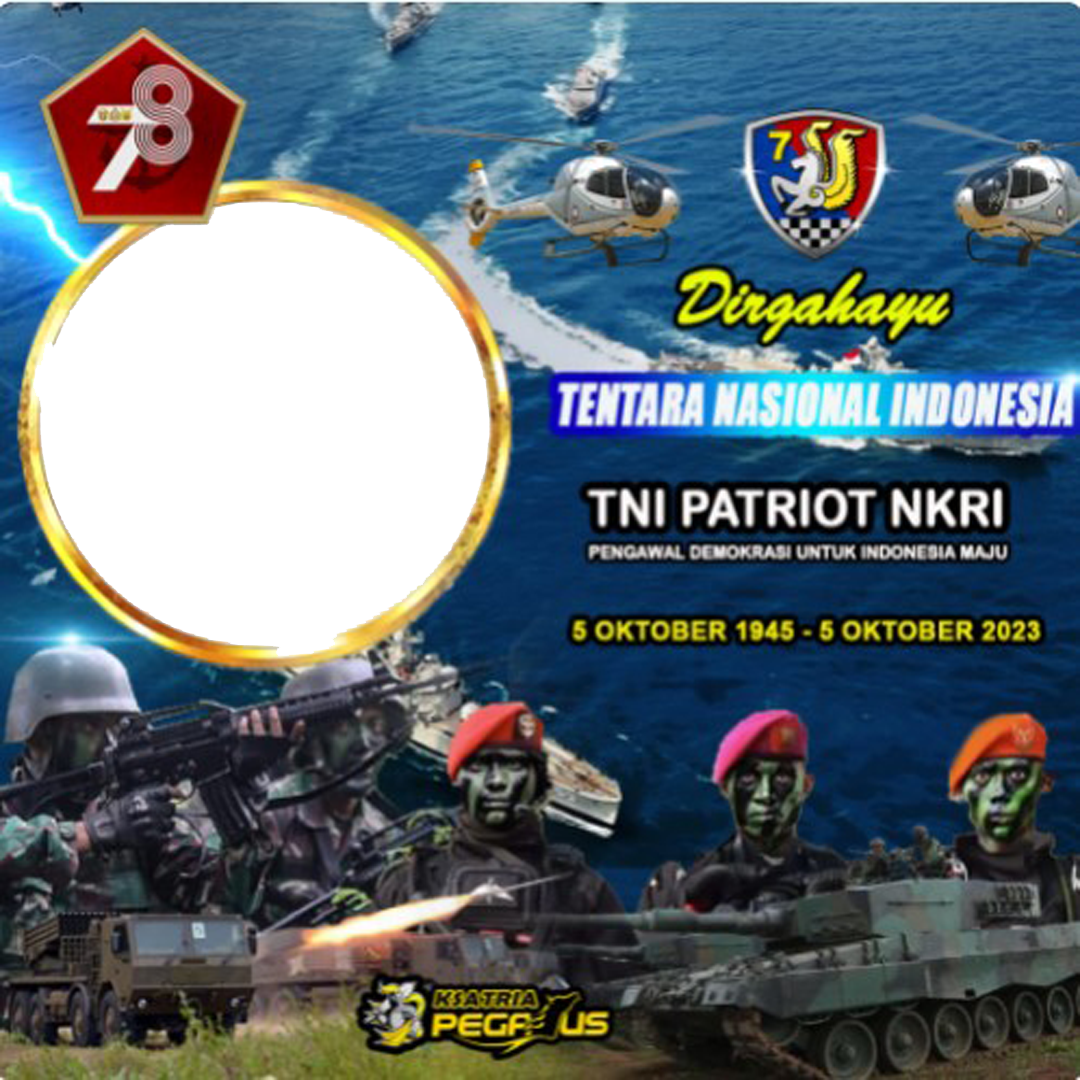 78
7
Dirgahayu
TENTARA NASIONAL INDONESIA
TNI PATRIOT NKRI
PENGAWAL DEMOKRASI UNTUK INDONESIA MAJU
5 OKTOBER 1945 - 5 OKTOBER 2023
KSATRIA
PEGASUS